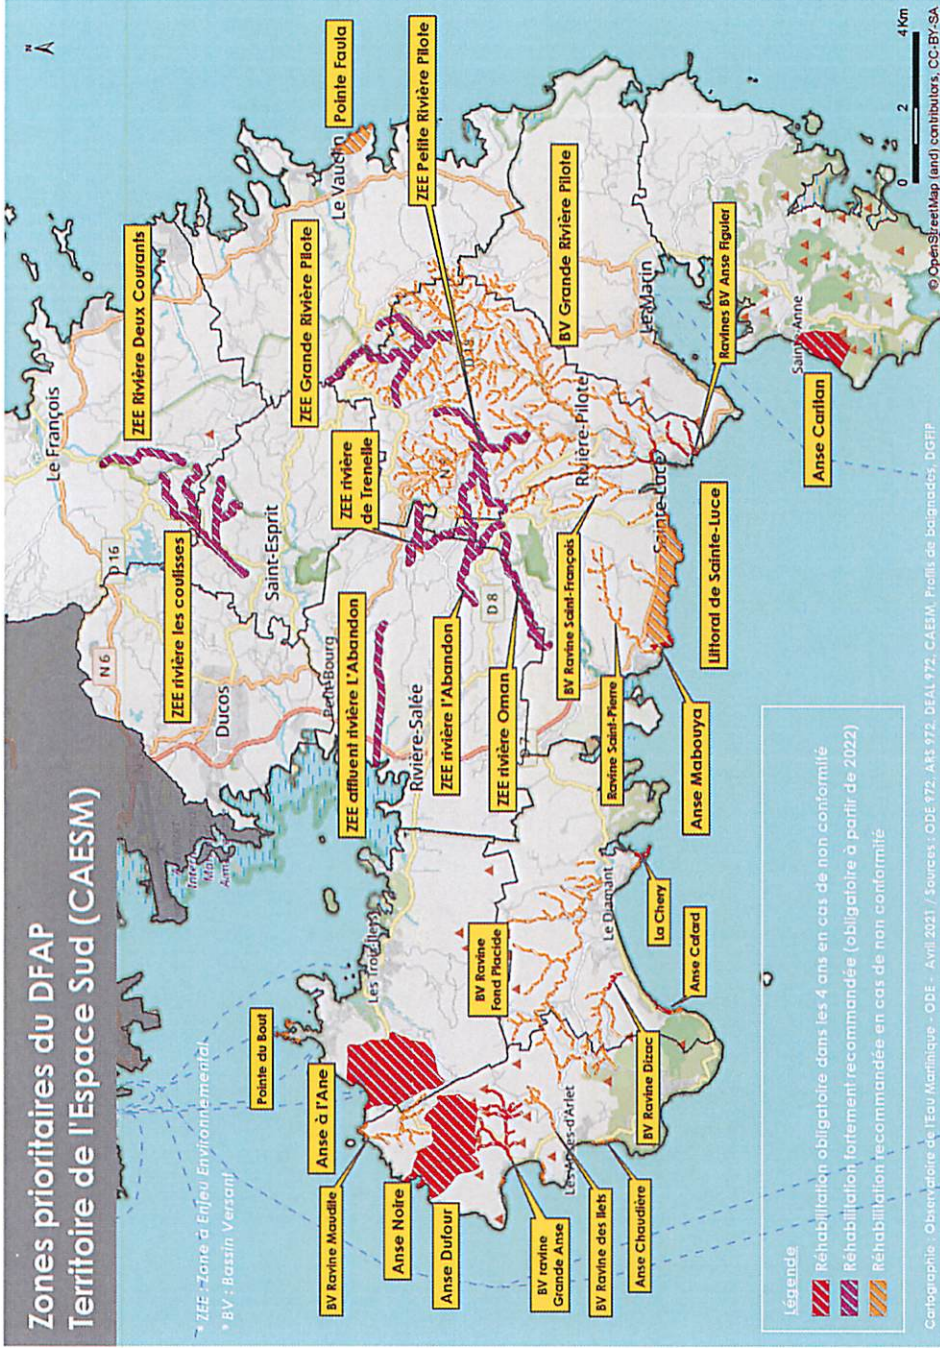 Zones prioritaires du DFAP
Territoire de l'Espace Sud (CAESM)
* ZEE : Zone à Enjeu Environnemental
* BV : Bassin Versant
N
Le François
ZEE Rivière Deux Courants
D 16
N 6
ZEE rivière les coulisses
Saint-Esprit
Ducos
Petit-Bourg
ZEE Grande Rivière Pilote
Pointe Faula
Le Vauclin
ZEE Petite Rivière Pilote
ZEE rivière
de Trenelle
ZEE affluent rivière L'Abandon
Rivière-Salée
ZEE rivière l'Abandon
D 8
ZEE rivière Oman
D 7
BV Grande Rivière Pilote
Rivière-Pilote
BV Ravine Saint-François
Ravine Saint-Pierre
Sainte-Luce
Le Marin
Ravines BV Anse Figuier
Littoral de Sainte-Luce
Anse Mabouya
Sainte-Anne
Anse Caritan
Pointe du Bout
Les Trois-Îlets
Anse à l'Ane
BV Ravine Maudite
Anse Noire
Anse Dufour
BV Ravine
Fond Placide
Le Diamant
La Chery
Anse Cafard
BV Ravine Dizac
Les Anses-d'Arlet
BV ravine
Grande Anse
BV Ravine des Ilets
Anse Chaudière
Légende
Réhabilitation obligatoire dans les 4 ans en cas de non conformité
Réhabilitation fortement recommandée (obligatoire à partir de 2022)
Réhabilitation recommandée en cas de non conformité
0 2 4 Km
© OpenStreetMap (and) contributors, CC-BY-SA
Cartographie : Observatoire de l'Eau Martinique - ODE Avril 2021 / Sources : ODE 972, ARS 972, DEAL 972, CAESM, Profils de baignades, DGFIP